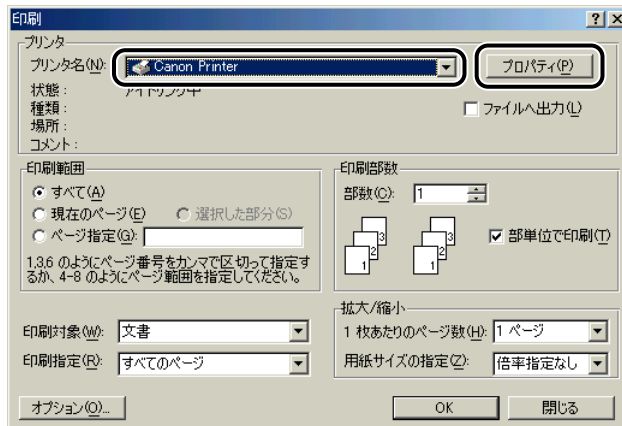 印刷
プリンタ
プリンタ名(N): Canon Printer プロパティ(P)
状態 : アイドリング中
種類 : ファイルへ出力(L)
場所 :
コメント :
印刷範囲
すべて(A)
現在のページ(E) 選択した部分(S)
ページ指定(G):
1,3,6 のようにページ番号をカンマで区切って指定す
るか、4-8 のようにページ範囲を指定してください。
印刷部数
部数(C): 1
3 3
2 2
1 1
部単位で印刷(T)
印刷対象(W): 文書
印刷指定(R): すべてのページ
拡大/縮小
1 枚あたりのページ数(H): 1 ページ
用紙サイズの指定(Z): 倍率指定なし
オプション(O)... OK 閉じる